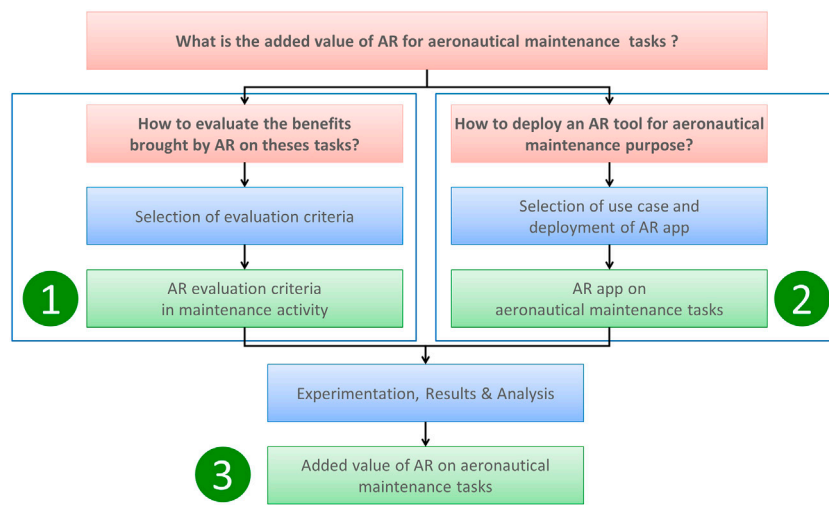 What is the added value of AR for aeronautical maintenance tasks ?
How to evaluate the benefits
brought by AR on theses tasks?
Selection of evaluation criteria
1
AR evaluation criteria
in maintenance activity
How to deploy an AR tool for aeronautical
maintenance purpose?
Selection of use case and
deployment of AR app
AR app on
aeronautical maintenance tasks
2
Experimentation, Results & Analysis
3
Added value of AR on aeronautical
maintenance tasks